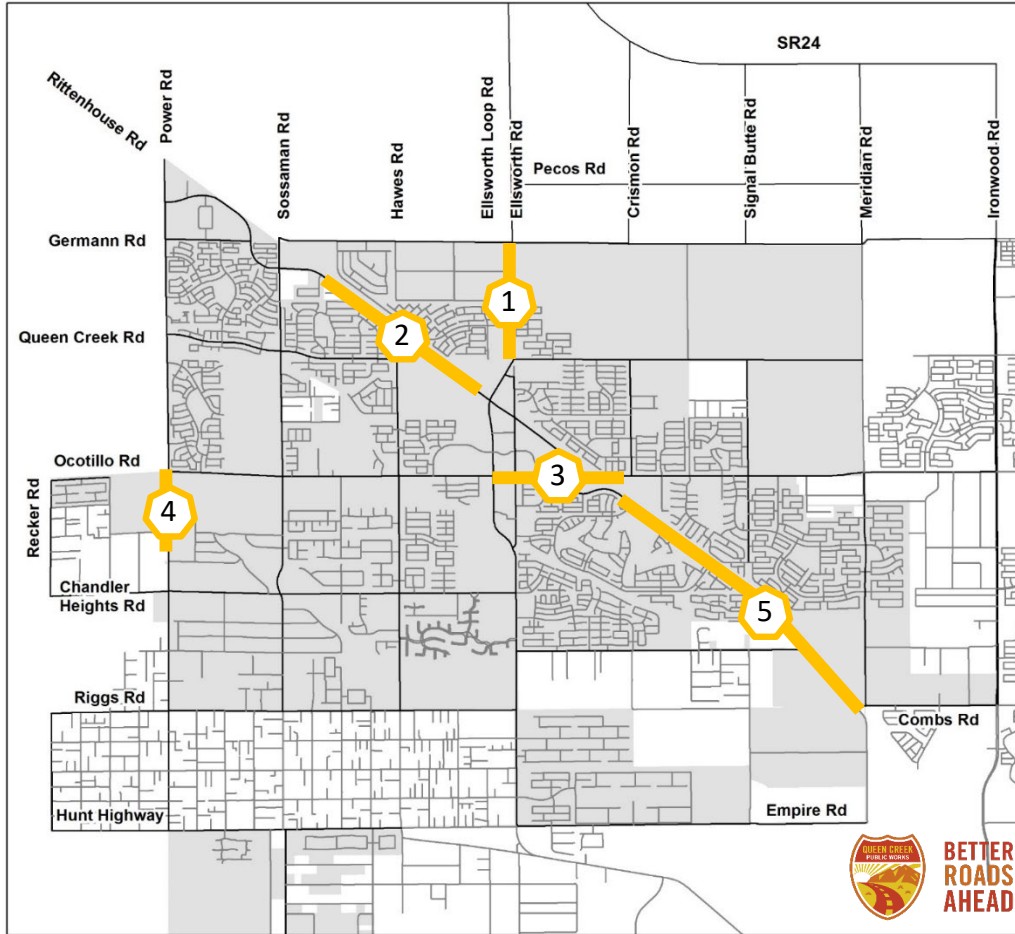 SR24
Rittenhouse Rd
Power Rd
Sossaman Rd
Hawes Rd
Ellsworth Loop Rd
Ellsworth Rd
Crismon Rd
Signal Butte Rd
Meridian Rd
Ironwood Rd
Pecos Rd
Germann Rd
1
Queen Creek Rd
2
Ocotillo Rd
3
Recker Rd
4
Chandler
Heights Rd
5
Riggs Rd
Combs Rd
Hunt Highway
Empire Rd
QUEEN CREEK
PUBLIC WORKS
BETTER
ROADS
AHEAD